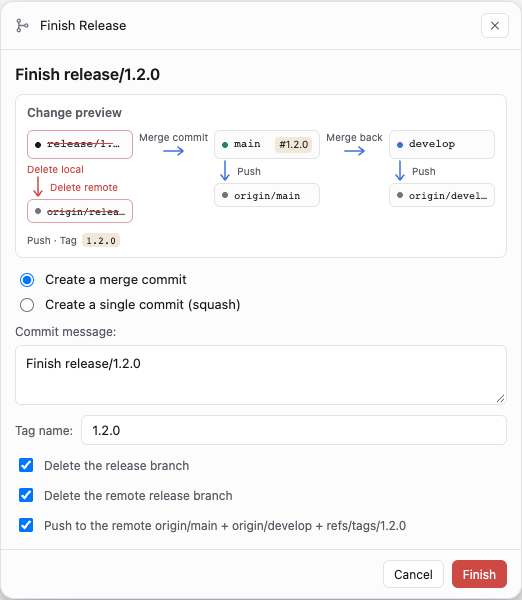 Finish Release
Finish release/1.2.0
Change preview
release/1.…
Merge commit
main
#1.2.0
Merge back
develop
Delete local
Delete remote
Push
Push
origin/relea…
origin/main
origin/devel…
Push · Tag 1.2.0
Create a merge commit
Create a single commit (squash)
Commit message:
Finish release/1.2.0
Tag name: 1.2.0
Delete the release branch
Delete the remote release branch
Push to the remote origin/main + origin/develop + refs/tags/1.2.0
Cancel
Finish